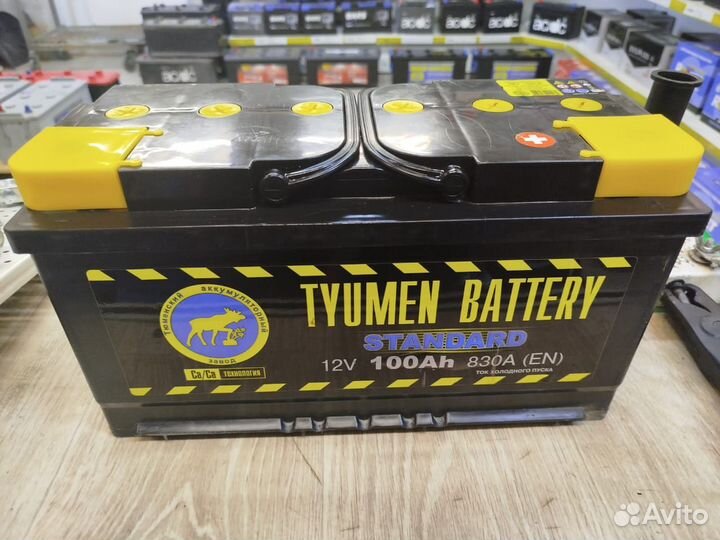 TYUMEN BATTERY
STANDARD
12V 100Ah 830A (EN)
ТОК ХОЛОДНОГО ПУСКА
Тюменский аккумуляторный
завод
Ca/Ca ТЕХНОЛОГИЯ
Avito